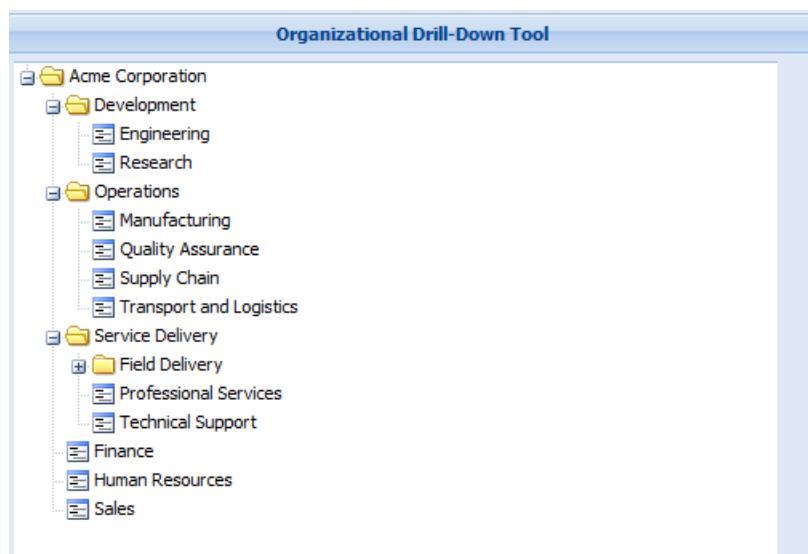 Organizational Drill-Down Tool
Acme Corporation
Development
Engineering
Research
Operations
Manufacturing
Quality Assurance
Supply Chain
Transport and Logistics
Service Delivery
Field Delivery
Professional Services
Technical Support
Finance
Human Resources
Sales